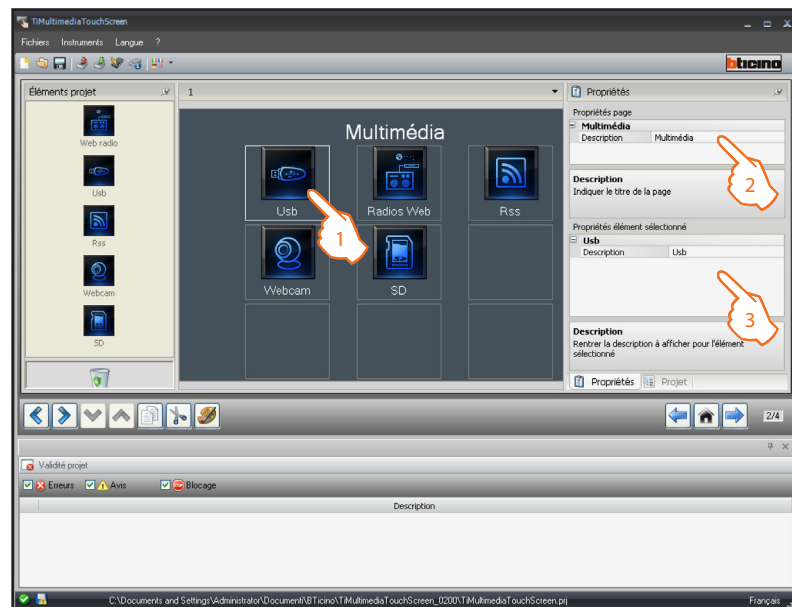 TiMultimediaTouchScreen
Fichiers Instruments Langue ?
bticino
Éléments projet
1
Propriétés
Web radio
Usb
Rss
Webcam
SD
Multimédia
Usb
Radios Web
Rss
Webcam
SD
1
Propriétés page
Multimédia
Description Multimédia
Description
Indiquer le titre de la page
2
Propriétés élément sélectionné
Usb
Description Usb
3
Description
Rentrer la description à afficher pour l'élément
sélectionné
Propriétés Projet
2/4
Validité projet
Erreurs Avis Blocage
Description
C:\Documents and Settings\Administrator\Documenti\BTicino\TiMultimediaTouchScreen_0200\TiMultimediaTouchScreen.prj
Français